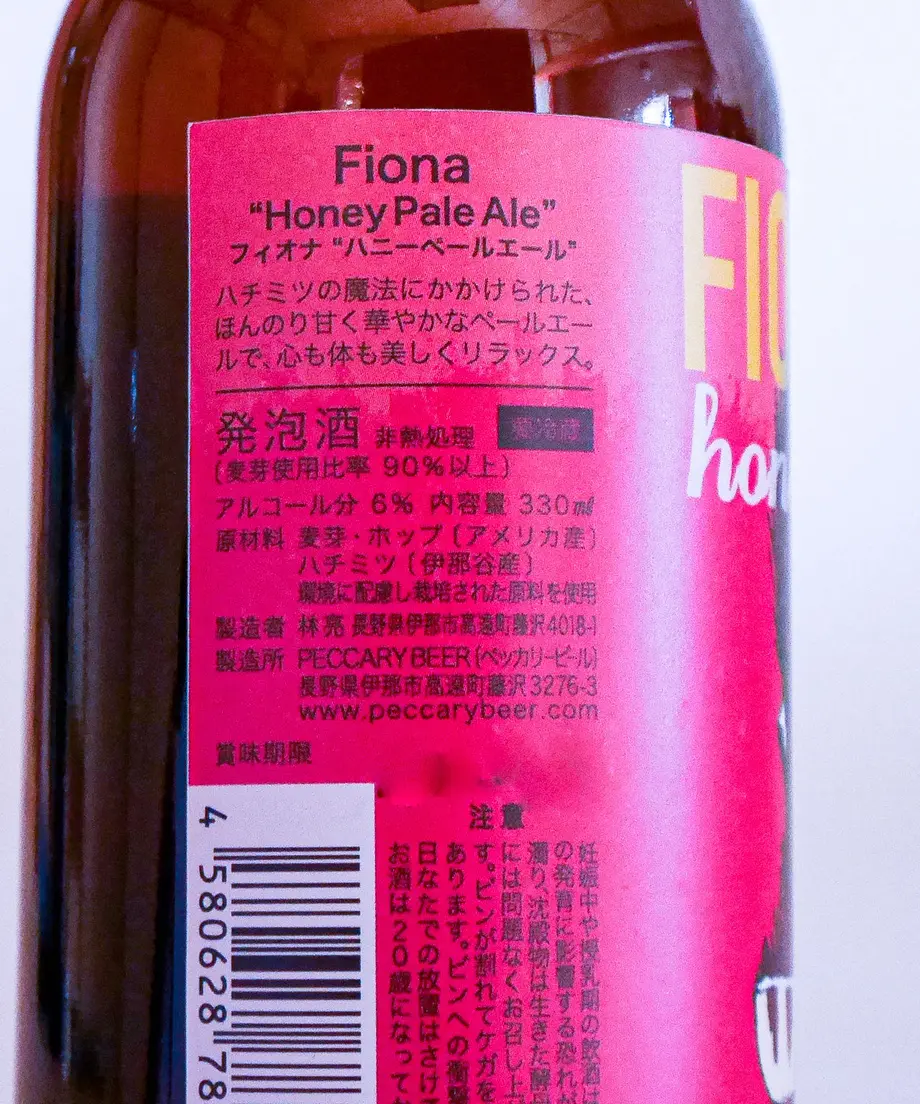 Fiona
“Honey Pale Ale”
フィオナ “ハニーペールエール”
ハチミツの魔法にかかけられた、
ほんのり甘く華やかなペールエー
ルで、心も体も美しくリラックス。
発泡酒 非熱処理 要冷蔵
(麦芽使用比率 90%以上)
アルコール分 6% 内容量 330㎖
原材料 麦芽・ホップ(アメリカ産)
ハチミツ(伊那谷産)
環境に配慮し栽培された原料を使用
製造者 林 亮 長野県伊那市高遠町藤沢4018-1
製造所 PECCARY BEER(ペッカリービール)
長野県伊那市高遠町藤沢3276-3
www.peccarybeer.com
賞味期限
注意
妊娠中や授乳期の飲酒は
の発育に影響する恐れが
濁り、沈殿物は生きた酵母
には問題なくお召し上
す。ビンが割れてケガを
あります。ビンへの衝撃
日なたでの放置はさけ
お酒は20歳になって
4 580628 78
FIO
hon